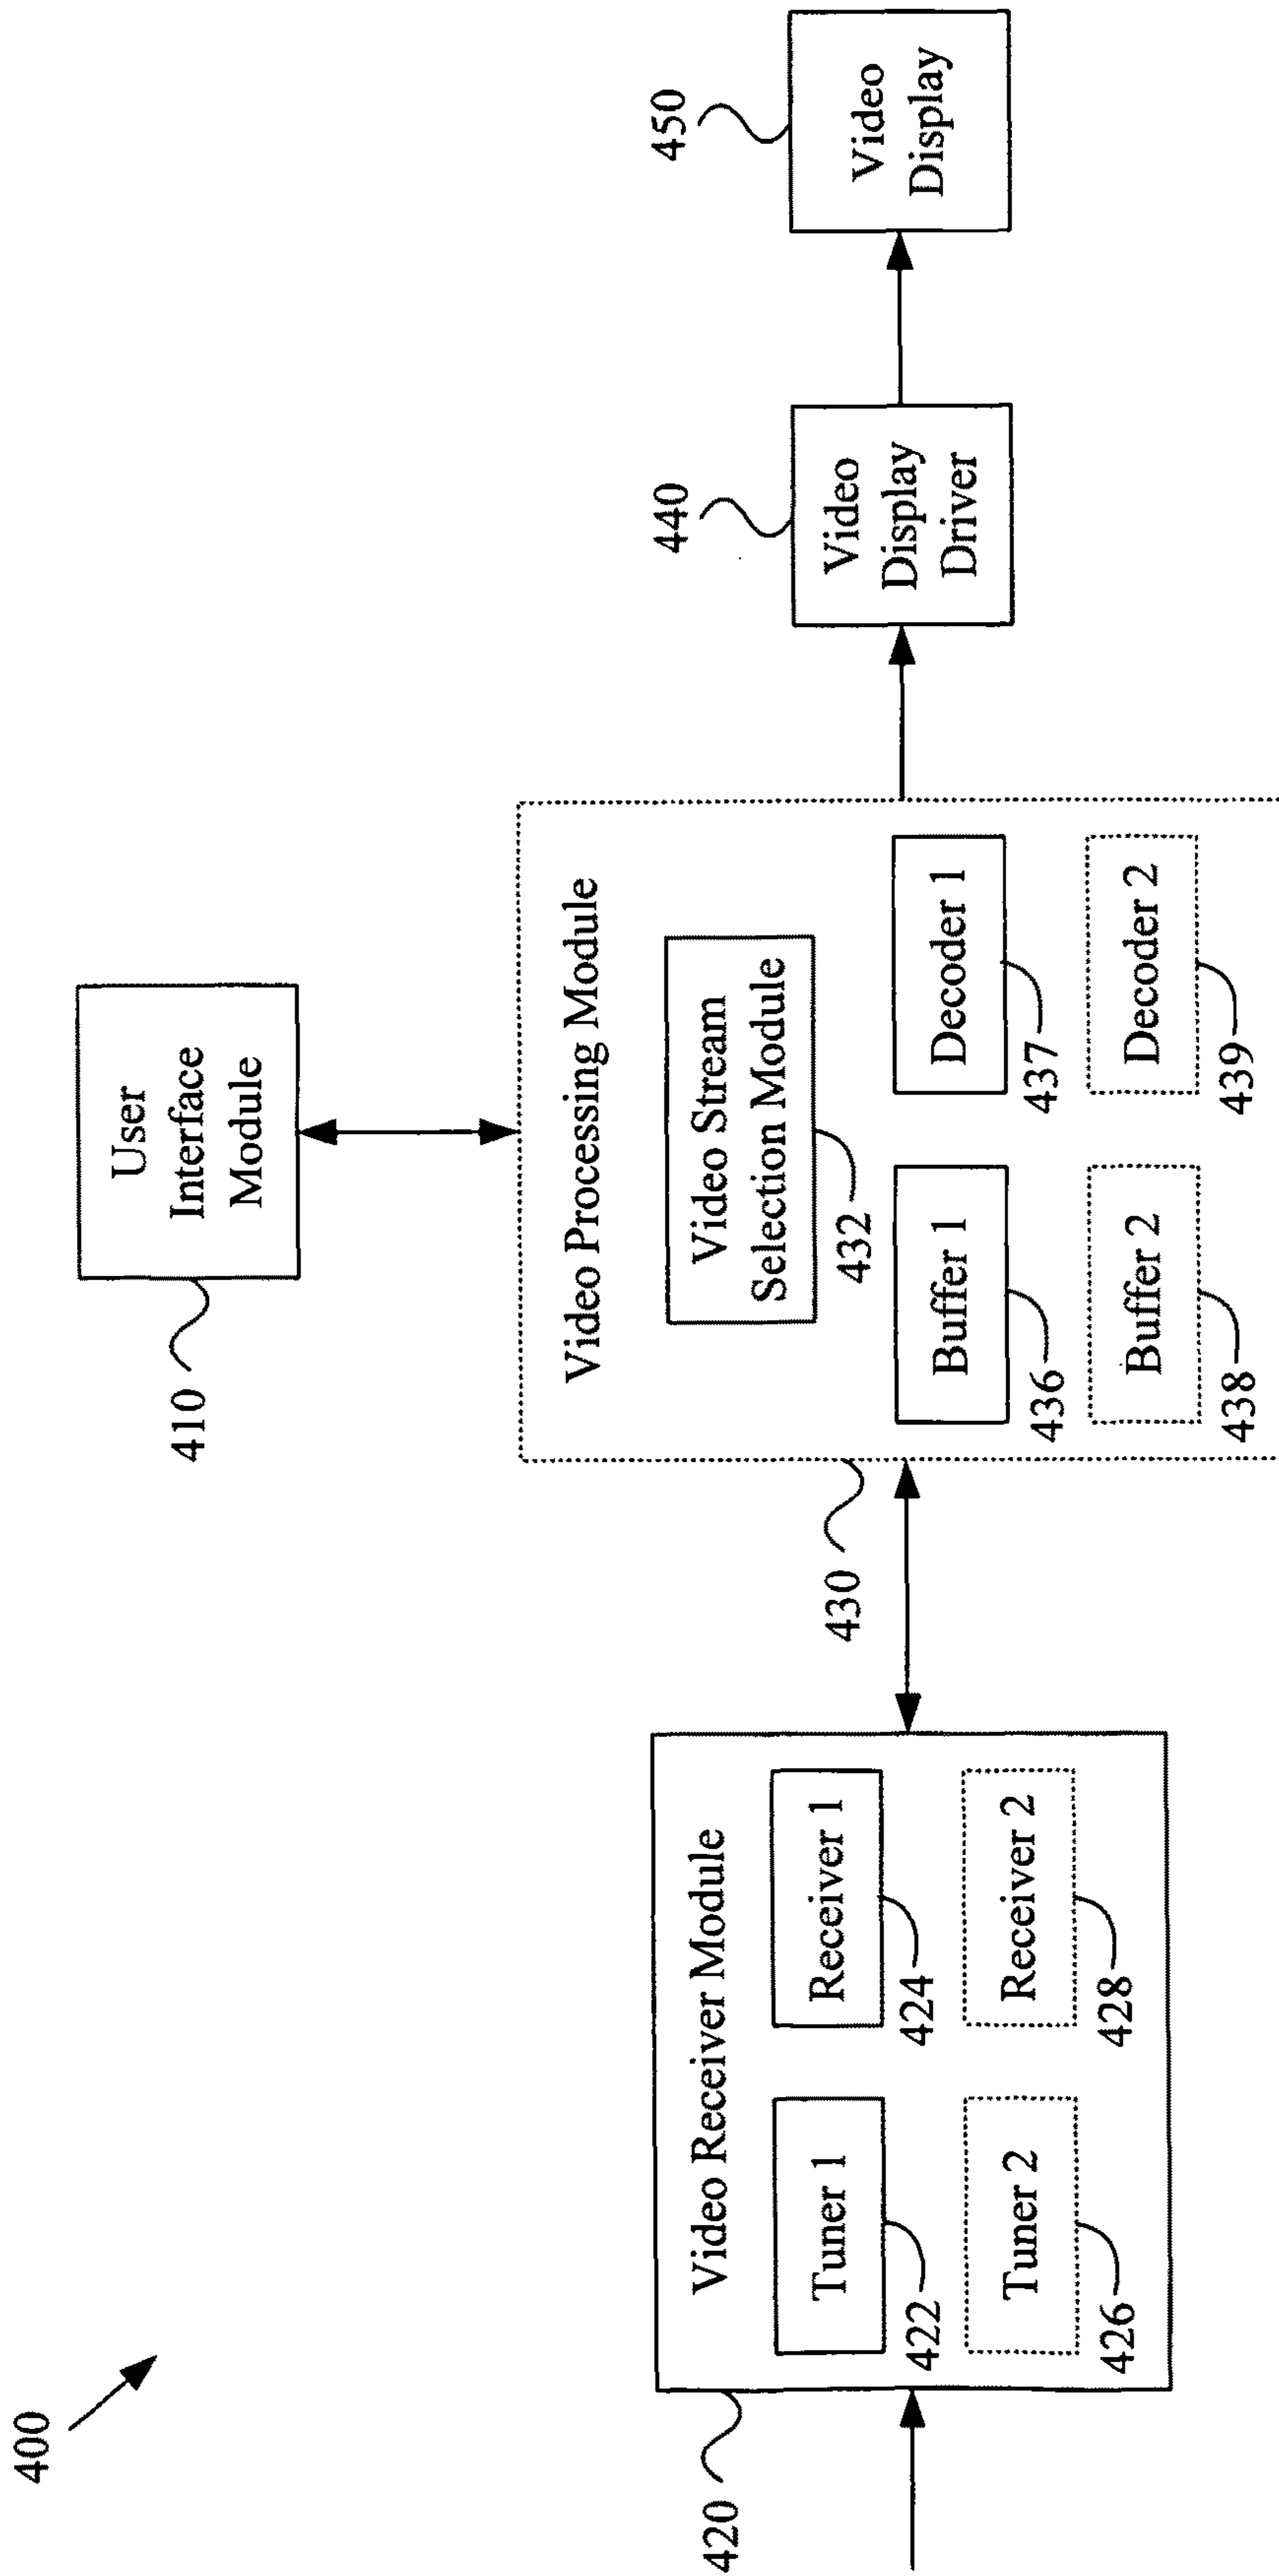 400
User
Interface
Module
410
Video Receiver Module
Tuner 1
Receiver 1
422
424
Tuner 2
Receiver 2
426
428
420
Video Processing Module
Video Stream
Selection Module
432
Buffer 1
Decoder 1
436
437
Buffer 2
Decoder 2
438
439
430
Video
Display
Driver
440
Video
Display
450